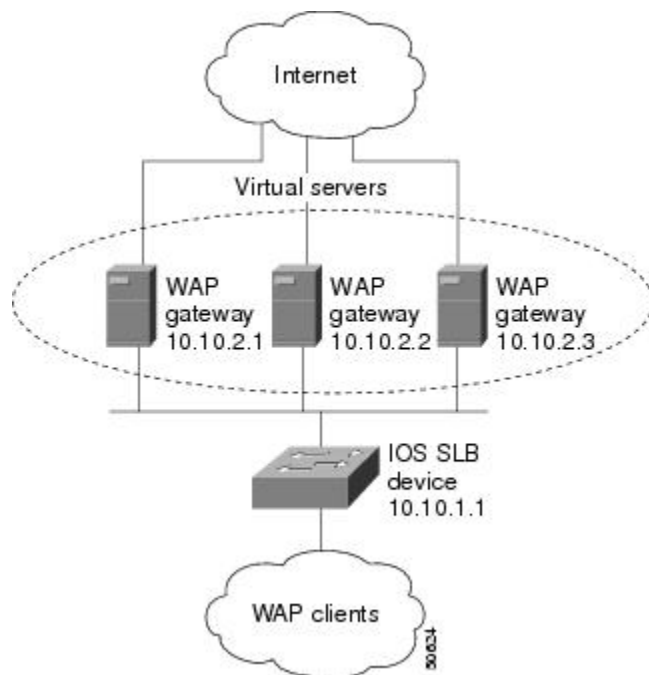 Internet
Virtual servers
WAP
gateway
10.10.2.1
WAP
gateway
10.10.2.2
WAP
gateway
10.10.2.3
IOS SLB
device
10.10.1.1
WAP clients
50624